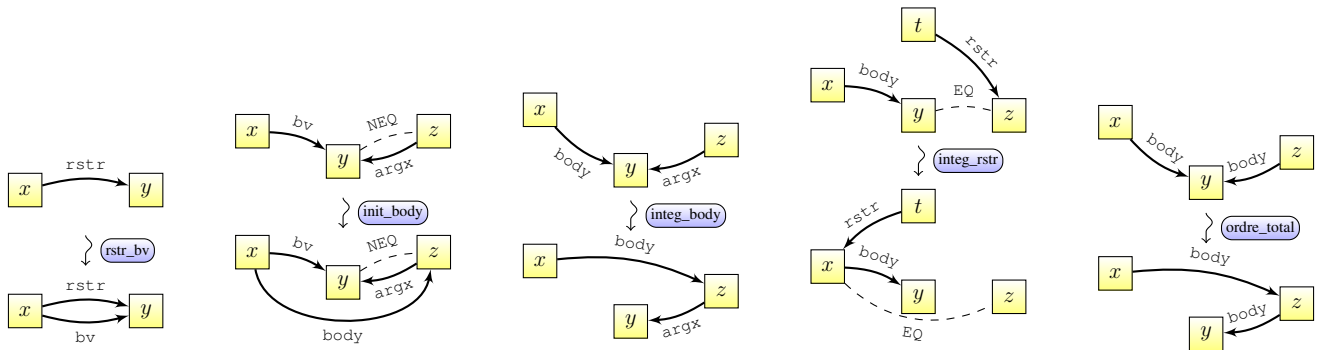 rstr
x y
rstr_bv
rstr
x y
bv
bv NEQ
x y z
argx
init_body
bv NEQ
x y z
argx
body
x z
y
body argx
integ_body
body
x z
y argx
t
rstr
body EQ
x y z
integ_rstr
t
rstr
body
x y z
EQ
x z
body body
y
ordre_total
body
x z
body
y